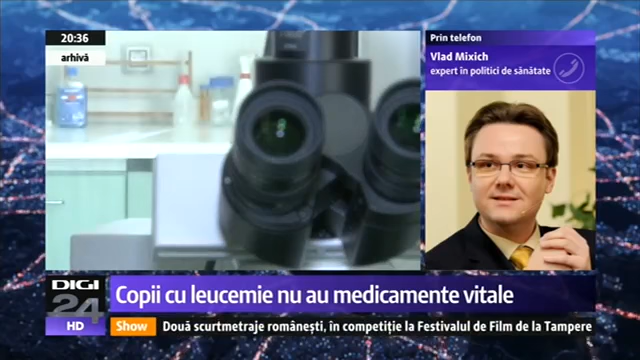 20:36
arhivă
Prin telefon
Vlad Mixich
expert în politici de sănătate
DIGI
24
HD
Copii cu leucemie nu au medicamente vitale
Show
Două scurtmetraje românești, în competiție la Festivalul de Film de la Tampere